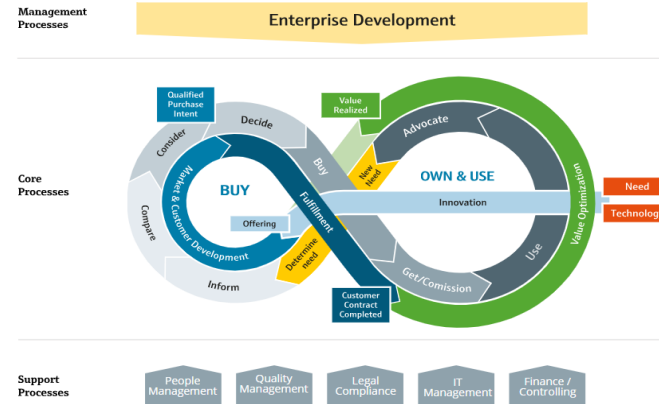 Management
Processes
Enterprise Development
Core
Processes
Qualified
Purchase
Intent
Value
Realized
Consider
Decide
Buy
Compare
Inform
Determine
need
Market & Customer Development
BUY
Offering
Fulfillment
New
Need
Advocate
OWN & USE
Innovation
Use
Get/Comission
Value Optimization
Need
Technolog
Customer
Contract
Completed
Support
Processes
People
Management
Quality
Management
Legal
Compliance
IT
Management
Finance /
Controlling